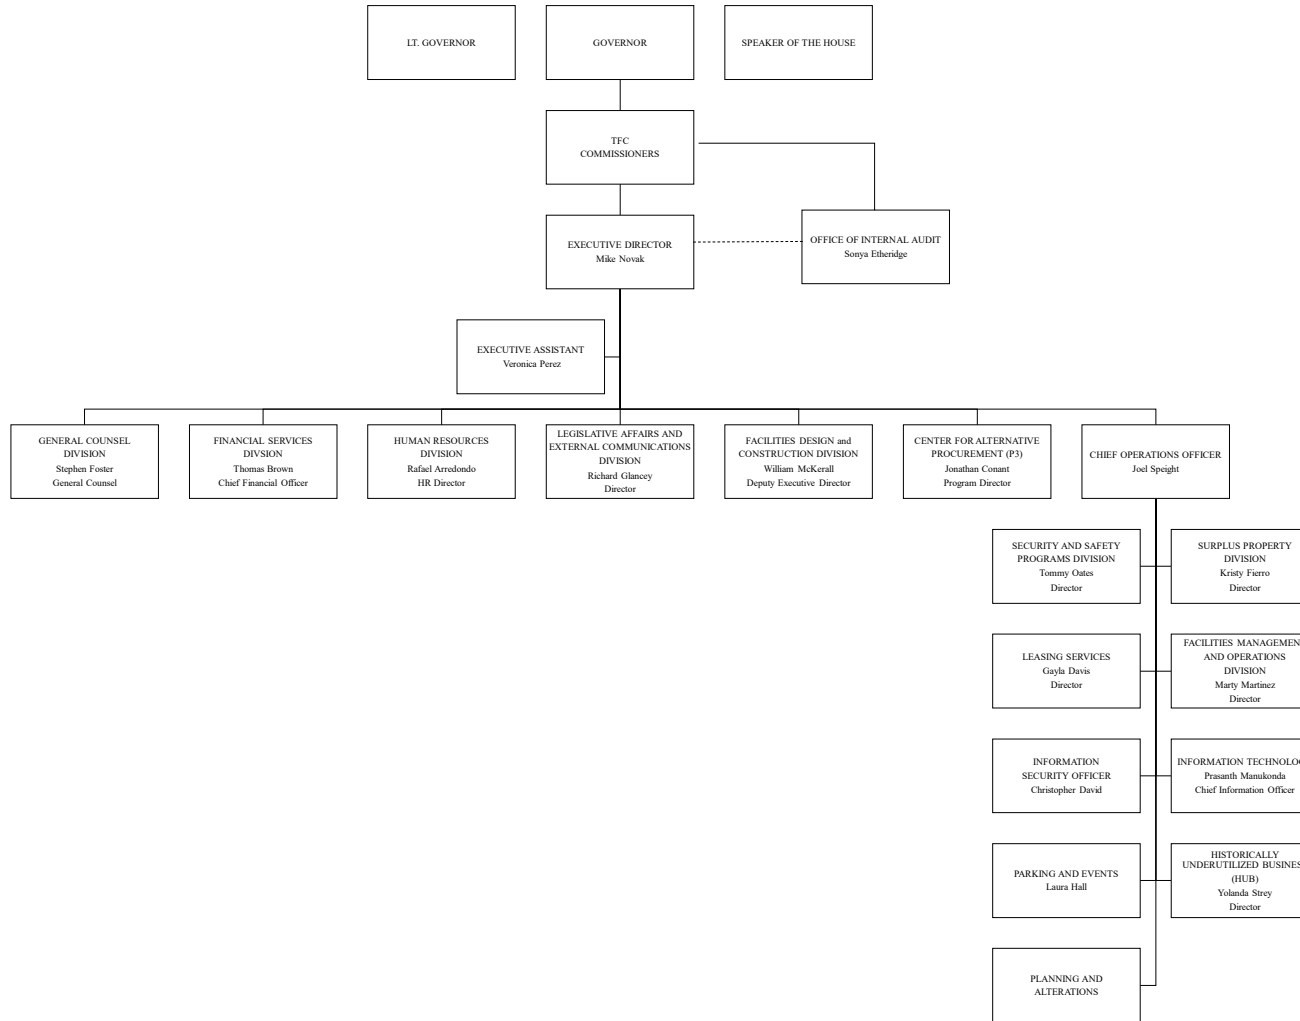 LT. GOVERNOR
GOVERNOR
SPEAKER OF THE HOUSE
TFC
COMMISSIONERS
EXECUTIVE DIRECTOR
Mike Novak
OFFICE OF INTERNAL AUDIT
Sonya Etheridge
EXECUTIVE ASSISTANT
Veronica Perez
GENERAL COUNSEL
DIVISION
Stephen Foster
General Counsel
FINANCIAL SERVICES
DIVSION
Thomas Brown
Chief Financial Officer
HUMAN RESOURCES
DIVISION
Rafael Arredondo
HR Director
LEGISLATIVE AFFAIRS AND
EXTERNAL COMMUNICATIONS
DIVISION
Richard Glancey
Director
FACILITIES DESIGN and
CONSTRUCTION DIVISION
William McKerall
Deputy Executive Director
CENTER FOR ALTERNATIVE
PROCUREMENT (P3)
Jonathan Conant
Program Director
CHIEF OPERATIONS OFFICER
Joel Speight
SECURITY AND SAFETY
PROGRAMS DIVISION
Tommy Oates
Director
SURPLUS PROPERTY
DIVISION
Kristy Fierro
Director
LEASING SERVICES
Gayla Davis
Director
FACILITIES MANAGEMEN
AND OPERATIONS
DIVISION
Marty Martinez
Director
INFORMATION
SECURITY OFFICER
Christopher David
INFORMATION TECHNOLOG
Prasanth Manukonda
Chief Information Officer
PARKING AND EVENTS
Laura Hall
HISTORICALLY
UNDERUTILIZED BUSINES
(HUB)
Yolanda Strey
Director
PLANNING AND
ALTERATIONS